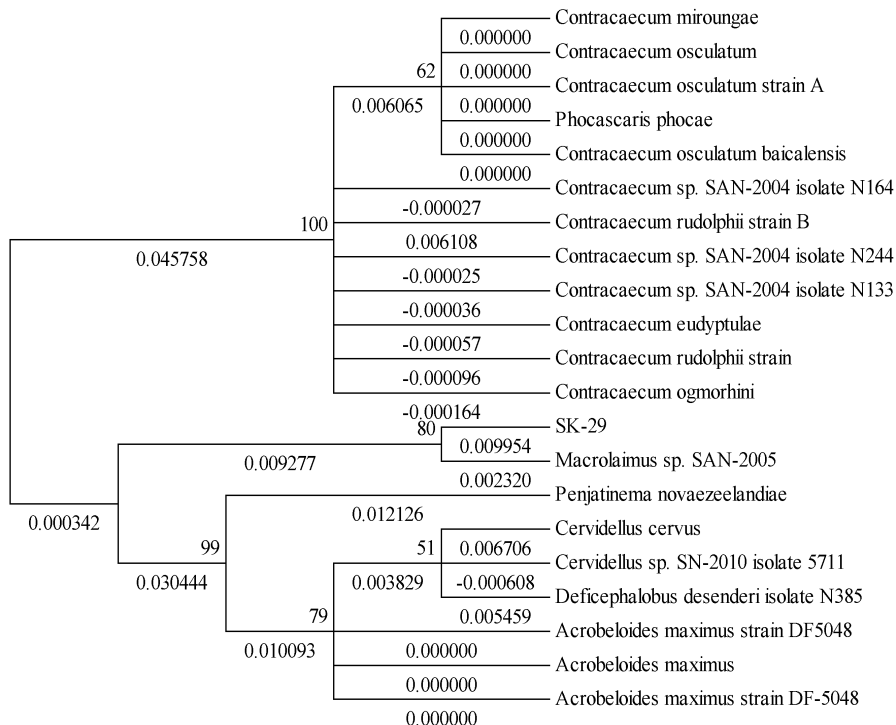 Contracaecum miroungae
0.000000
Contracaecum osculatum
62
0.000000
Contracaecum osculatum strain A
0.006065
0.000000
Phocascaris phocae
0.000000
Contracaecum osculatum baicalensis
0.000000
Contracaecum sp. SAN-2004 isolate N164
-0.000027
100
Contracaecum rudolphii strain B
0.045758
0.006108
Contracaecum sp. SAN-2004 isolate N244
-0.000025
Contracaecum sp. SAN-2004 isolate N133
-0.000036
Contracaecum eudyptulae
-0.000057
Contracaecum rudolphii strain
-0.000096
Contracaecum ogmorhini
-0.000164
80
SK-29
0.009277
0.009954
Macrolaimus sp. SAN-2005
0.002320
Penjatinema novaezeelandiae
0.000342
0.012126
Cervidellus cervus
99
51
0.006706
Cervidellus sp. SN-2010 isolate 5711
0.030444
0.003829
-0.000608
Deficephalobus desenderi isolate N385
79
0.005459
Acrobeloides maximus strain DF5048
0.010093
0.000000
Acrobeloides maximus
0.000000
Acrobeloides maximus strain DF-5048
0.000000